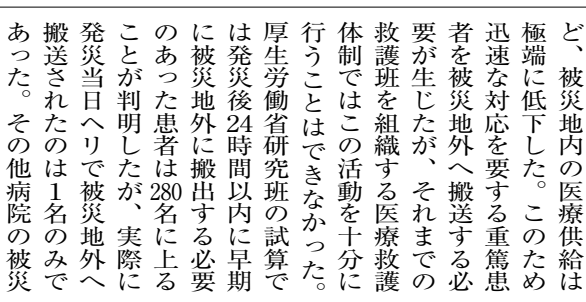 ど、被災地内の医療供給は
極端に低下した。このため
迅速な対応を要する重篤患
者を被災地外へ搬送する必
要が生じたが、それまでの
救護班を組織する医療救護
体制ではこの活動を十分に
行うことはできなかった。
厚生労働省研究班の試算で
は発災後24時間以内に早期
に被災地外に搬出する必要
のあった患者は280名に上る
ことが判明したが、実際に
発災当日ヘリで被災地外へ
搬送されたのは1名のみで
あった。その他病院の被災